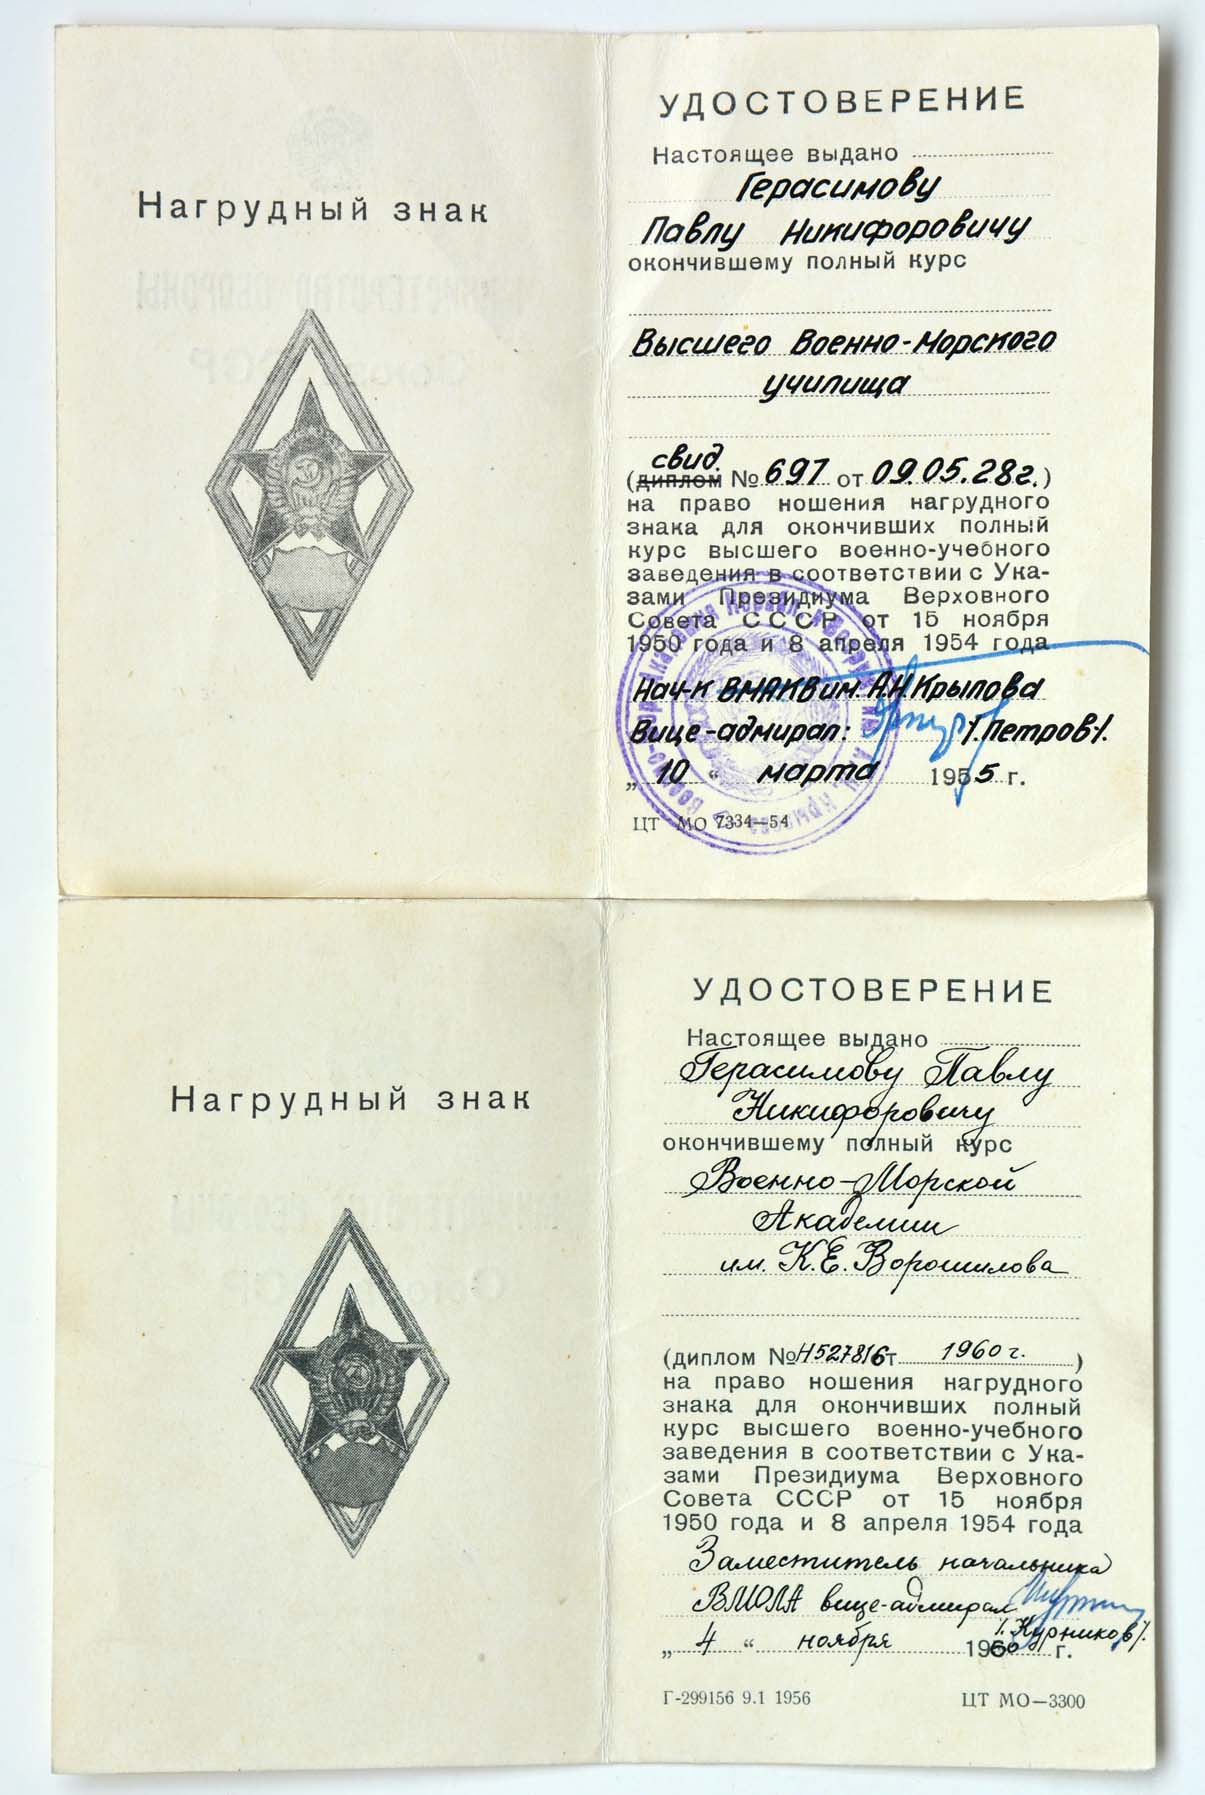 Нагрудный знак
УДОСТОВЕРЕНИЕ
Настоящее выдано
Герасимову
Павлу Никифоровичу
окончившему полный курс
Высшего Военно-Морского
училища
свид.
(диплом № 697 от 09.05.28г.)
на право ношения нагрудного
знака для окончивших полный
курс высшего военно-учебного
заведения в соответствии с Ука-
зами Президиума Верховного
Совета СССР от 15 ноября
1950 года и 8 апреля 1954 года
Нач-к ВМАКВ им. А.Н.Крылова
Вице-адмирал: /.Петров./.
„10“ марта 1955 г.
ЦТ МО 7334—54
Нагрудный знак
УДОСТОВЕРЕНИЕ
Настоящее выдано
Герасимову Павлу
Никифоровичу
окончившему полный курс
Военно-Морской
Академии
им. К.Е.Ворошилова
(диплом № Н527816 от 1960 г.)
на право ношения нагрудного
знака для окончивших полный
курс высшего военно-учебного
заведения в соответствии с Ука-
зами Президиума Верховного
Совета СССР от 15 ноября
1950 года и 8 апреля 1954 года
Заместитель начальника
ВМОЛА вице-адмирал
/.Курников/.
„4“ ноября 1960 г.
Г-299156 9.1 1956 ЦТ МО—3300